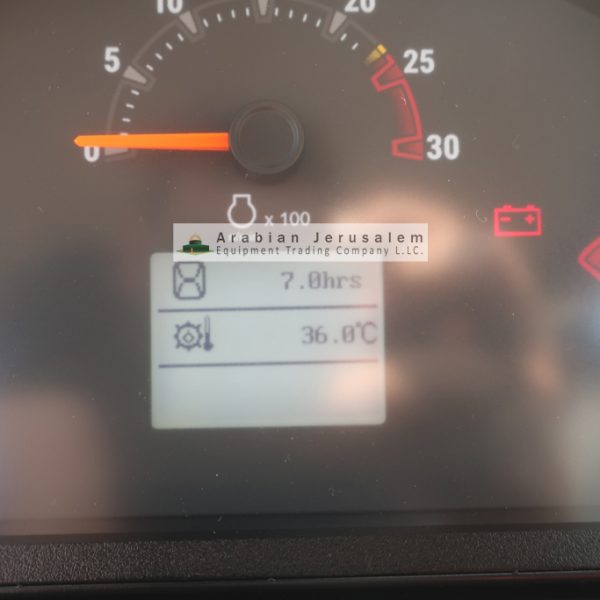 10
20
5
25
0
30
x 100
Arabian Jerusalem
Equipment Trading Company L.L.C.
7.0hrs
36.0℃